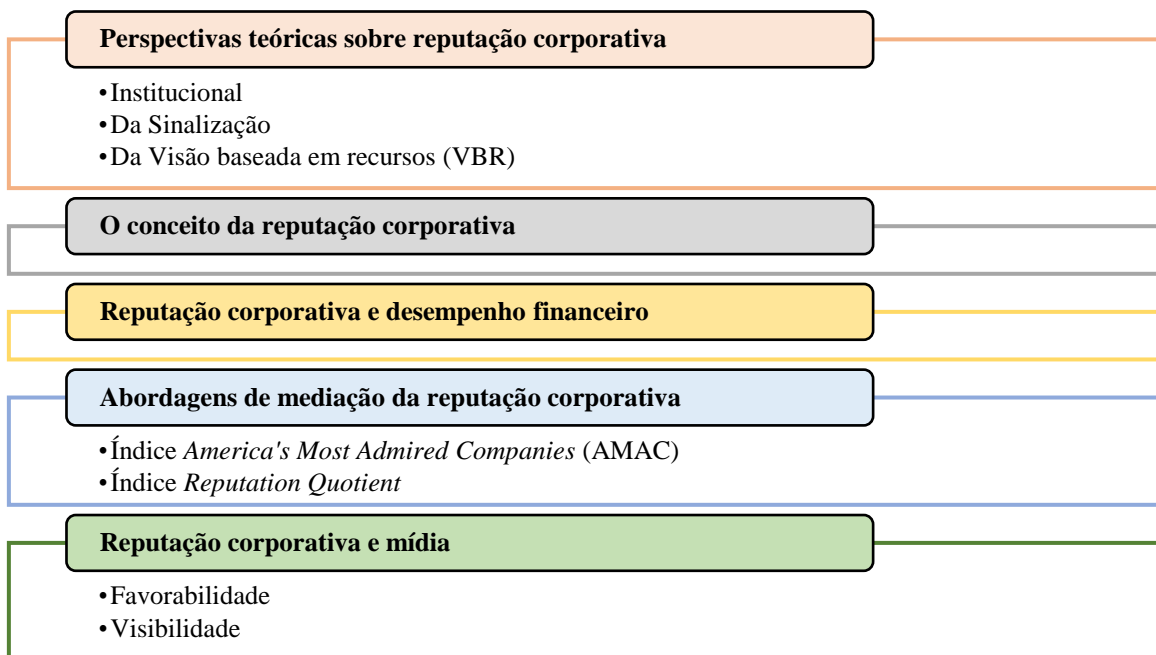 Perspectivas teóricas sobre reputação corporativa
•Institucional
•Da Sinalização
•Da Visão baseada em recursos (VBR)
O conceito da reputação corporativa
Reputação corporativa e desempenho financeiro
Abordagens de mediação da reputação corporativa
•Índice America's Most Admired Companies (AMAC)
•Índice Reputation Quotient
Reputação corporativa e mídia
•Favorabilidade
•Visibilidade